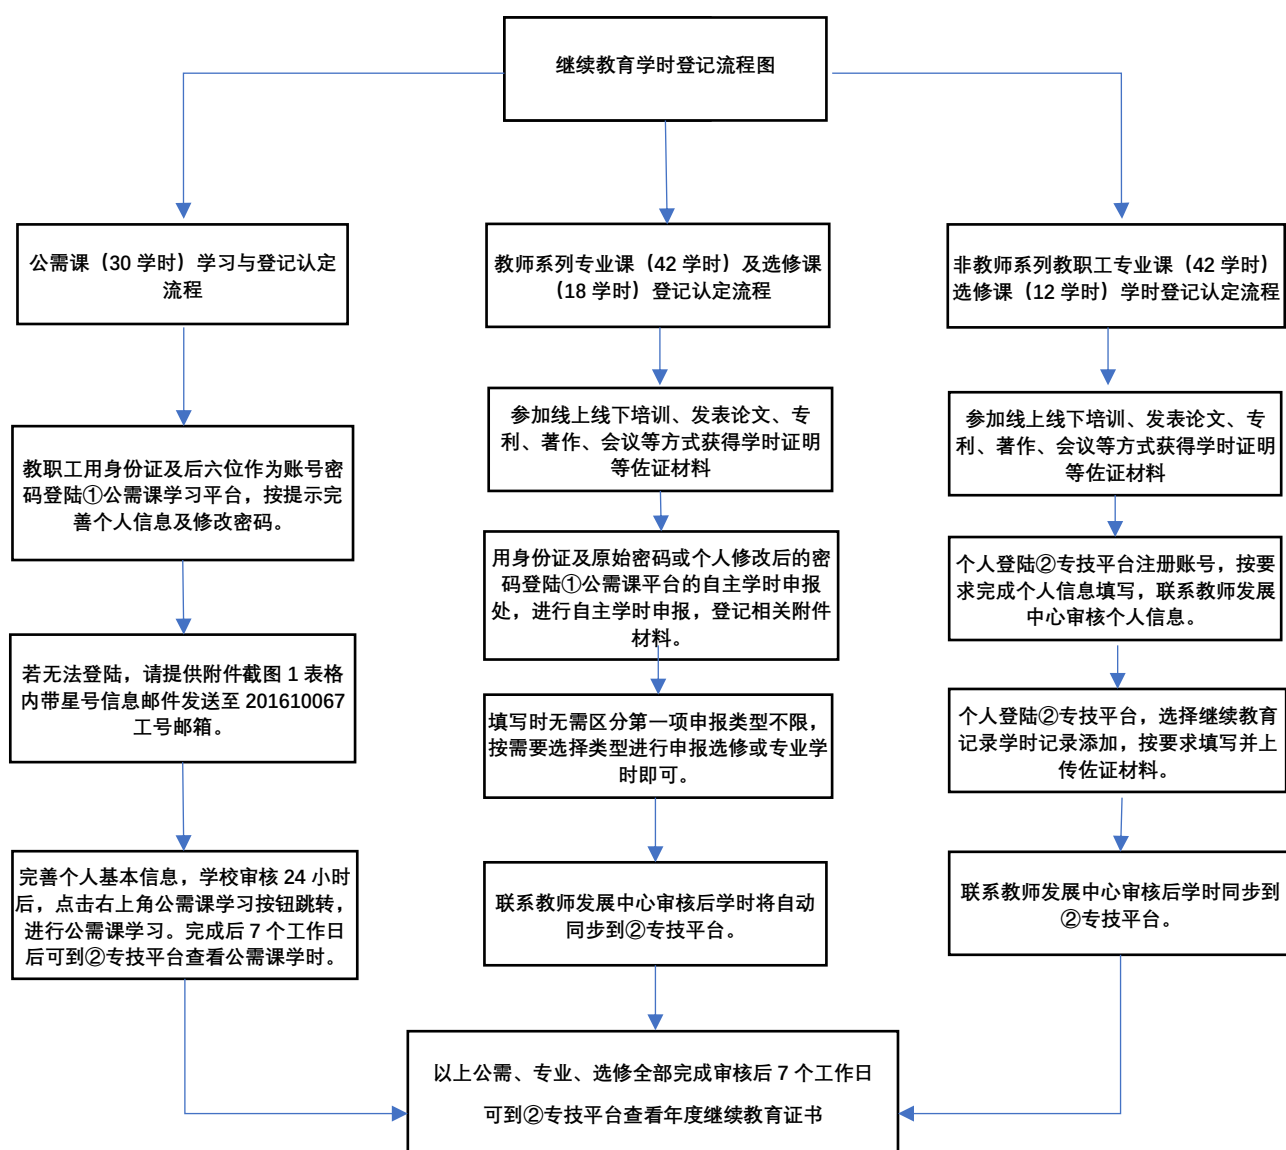 继续教育学时登记流程图
公需课（30 学时）学习与登记认定
流程
教职工用身份证及后六位作为账号密
码登陆①公需课学习平台，按提示完
善个人信息及修改密码。
若无法登陆，请提供附件截图 1 表格
内带星号信息邮件发送至 201610067
工号邮箱。
完善个人基本信息，学校审核 24 小时
后，点击右上角公需课学习按钮跳转，
进行公需课学习。完成后 7 个工作日
后可到②专技平台查看公需课学时。
教师系列专业课（42 学时）及选修课
（18 学时）登记认定流程
参加线上线下培训、发表论文、专
利、著作、会议等方式获得学时证明
等佐证材料
用身份证及原始密码或个人修改后的密
码登陆①公需课平台的自主学时申报
处，进行自主学时申报，登记相关附件
材料。
填写时无需区分第一项申报类型不限，
按需要选择类型进行申报选修或专业学
时即可。
联系教师发展中心审核后学时将自动
同步到②专技平台。
非教师系列教职工专业课（42 学时）
选修课（12 学时）学时登记认定流程
参加线上线下培训、发表论文、专
利、著作、会议等方式获得学时证明
等佐证材料
个人登陆②专技平台注册账号，按要
求完成个人信息填写，联系教师发展
中心审核个人信息。
个人登陆②专技平台，选择继续教育
记录学时记录添加，按要求填写并上
传佐证材料。
联系教师发展中心审核后学时同步到
②专技平台。
以上公需、专业、选修全部完成审核后 7 个工作日
可到②专技平台查看年度继续教育证书